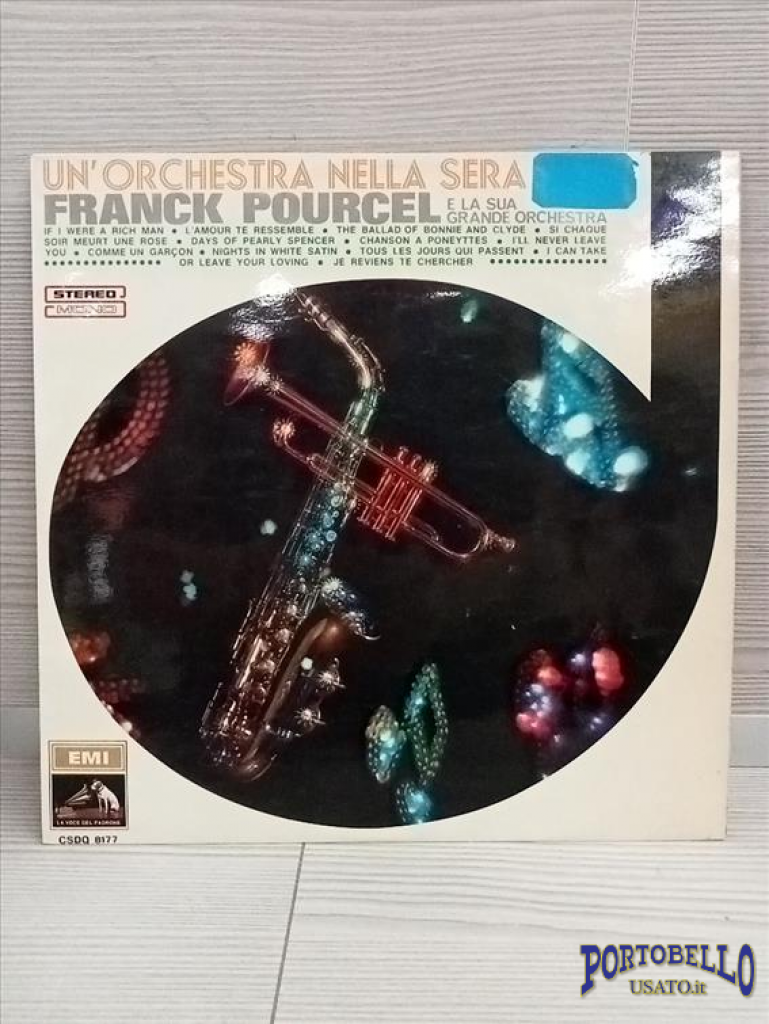 UN'ORCHESTRA NELLA SERA
FRANCK POURCEL E LA SUA
GRANDE ORCHESTRA
IF I WERE A RICH MAN • L'AMOUR TE RESSEMBLE • THE BALLAD OF BONNIE AND CLYDE • SI CHAQUE
SOIR MEURT UNE ROSE • DAYS OF PEARLY SPENCER • CHANSON A PONEYTTES • I'LL NEVER LEAVE
YOU • COMME UN GARÇON • NIGHTS IN WHITE SATIN • TOUS LES JOURS QUI PASSENT • I CAN TAKE
OR LEAVE YOUR LOVING • JE REVIENS TE CHERCHER
STEREO
MONO
EMI
LA VOCE DEL PADRONE
CSDQ 8177
PORTOBELLO
USATO.it